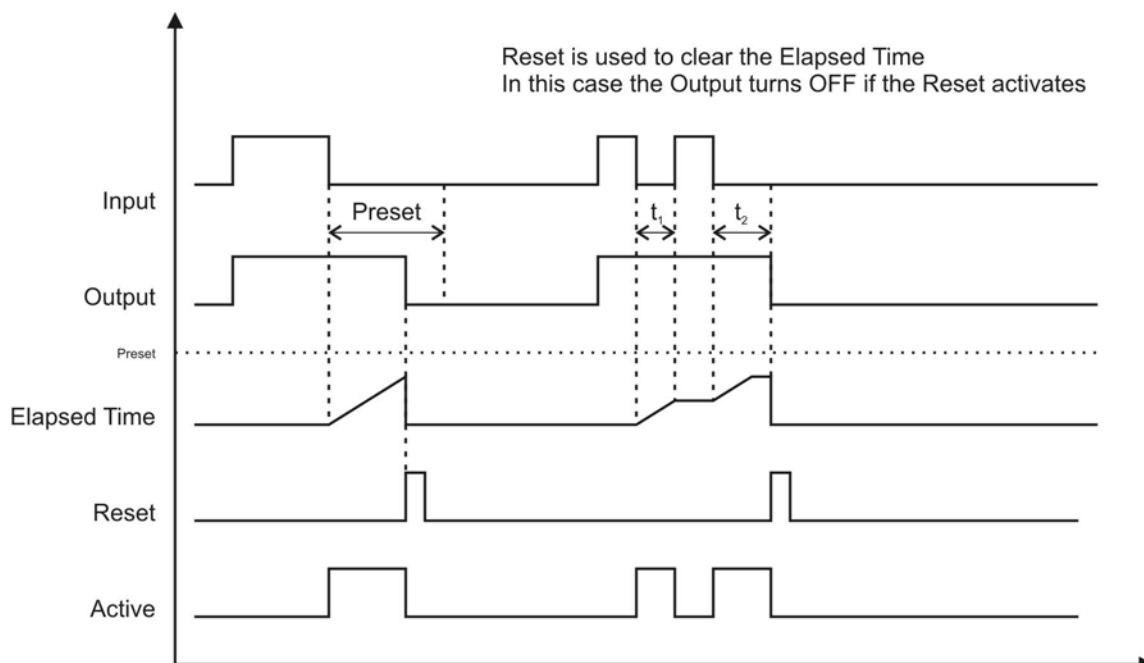 Reset is used to clear the Elapsed Time
In this case the Output turns OFF if the Reset activates
Input
Preset
t₁
t₂
Output
Preset
Elapsed Time
Reset
Active